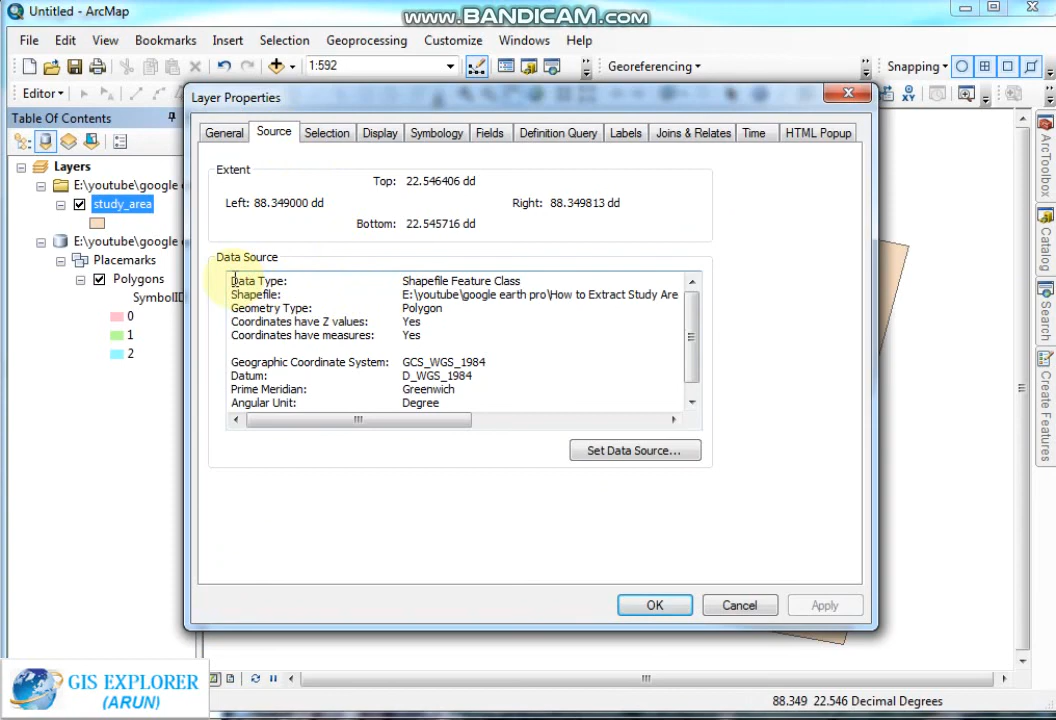 www.BANDICAM.com
Untitled - ArcMap
File Edit View Bookmarks Insert Selection Geoprocessing Customize Windows Help
1:592 Georeferencing Snapping
Editor
Layer Properties
Table Of Contents
General Source Selection Display Symbology Fields Definition Query Labels Joins & Relates Time HTML Popup
Layers
E:\youtube\google
study_area
E:\youtube\google
Placemarks
Polygons
SymbolID
0
1
2
Extent
Top: 22.546406 dd
Left: 88.349000 dd Right: 88.349813 dd
Bottom: 22.545716 dd
Data Source
Data Type: Shapefile Feature Class
Shapefile: E:\youtube\google earth pro\How to Extract Study Are
Geometry Type: Polygon
Coordinates have Z values: Yes
Coordinates have measures: Yes
Geographic Coordinate System: GCS_WGS_1984
Datum: D_WGS_1984
Prime Meridian: Greenwich
Angular Unit: Degree
Set Data Source...
OK Cancel Apply
ArcToolbox
Catalog
Search
Create Features
GIS EXPLORER
(ARUN)
88.349 22.546 Decimal Degrees